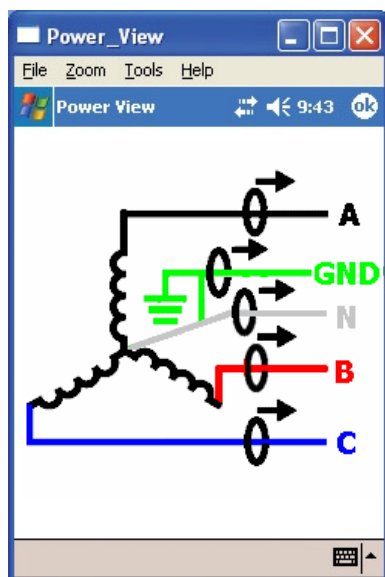 Power_View
File Zoom Tools Help
Power View 9:43 ok
A
GND
N
B
C